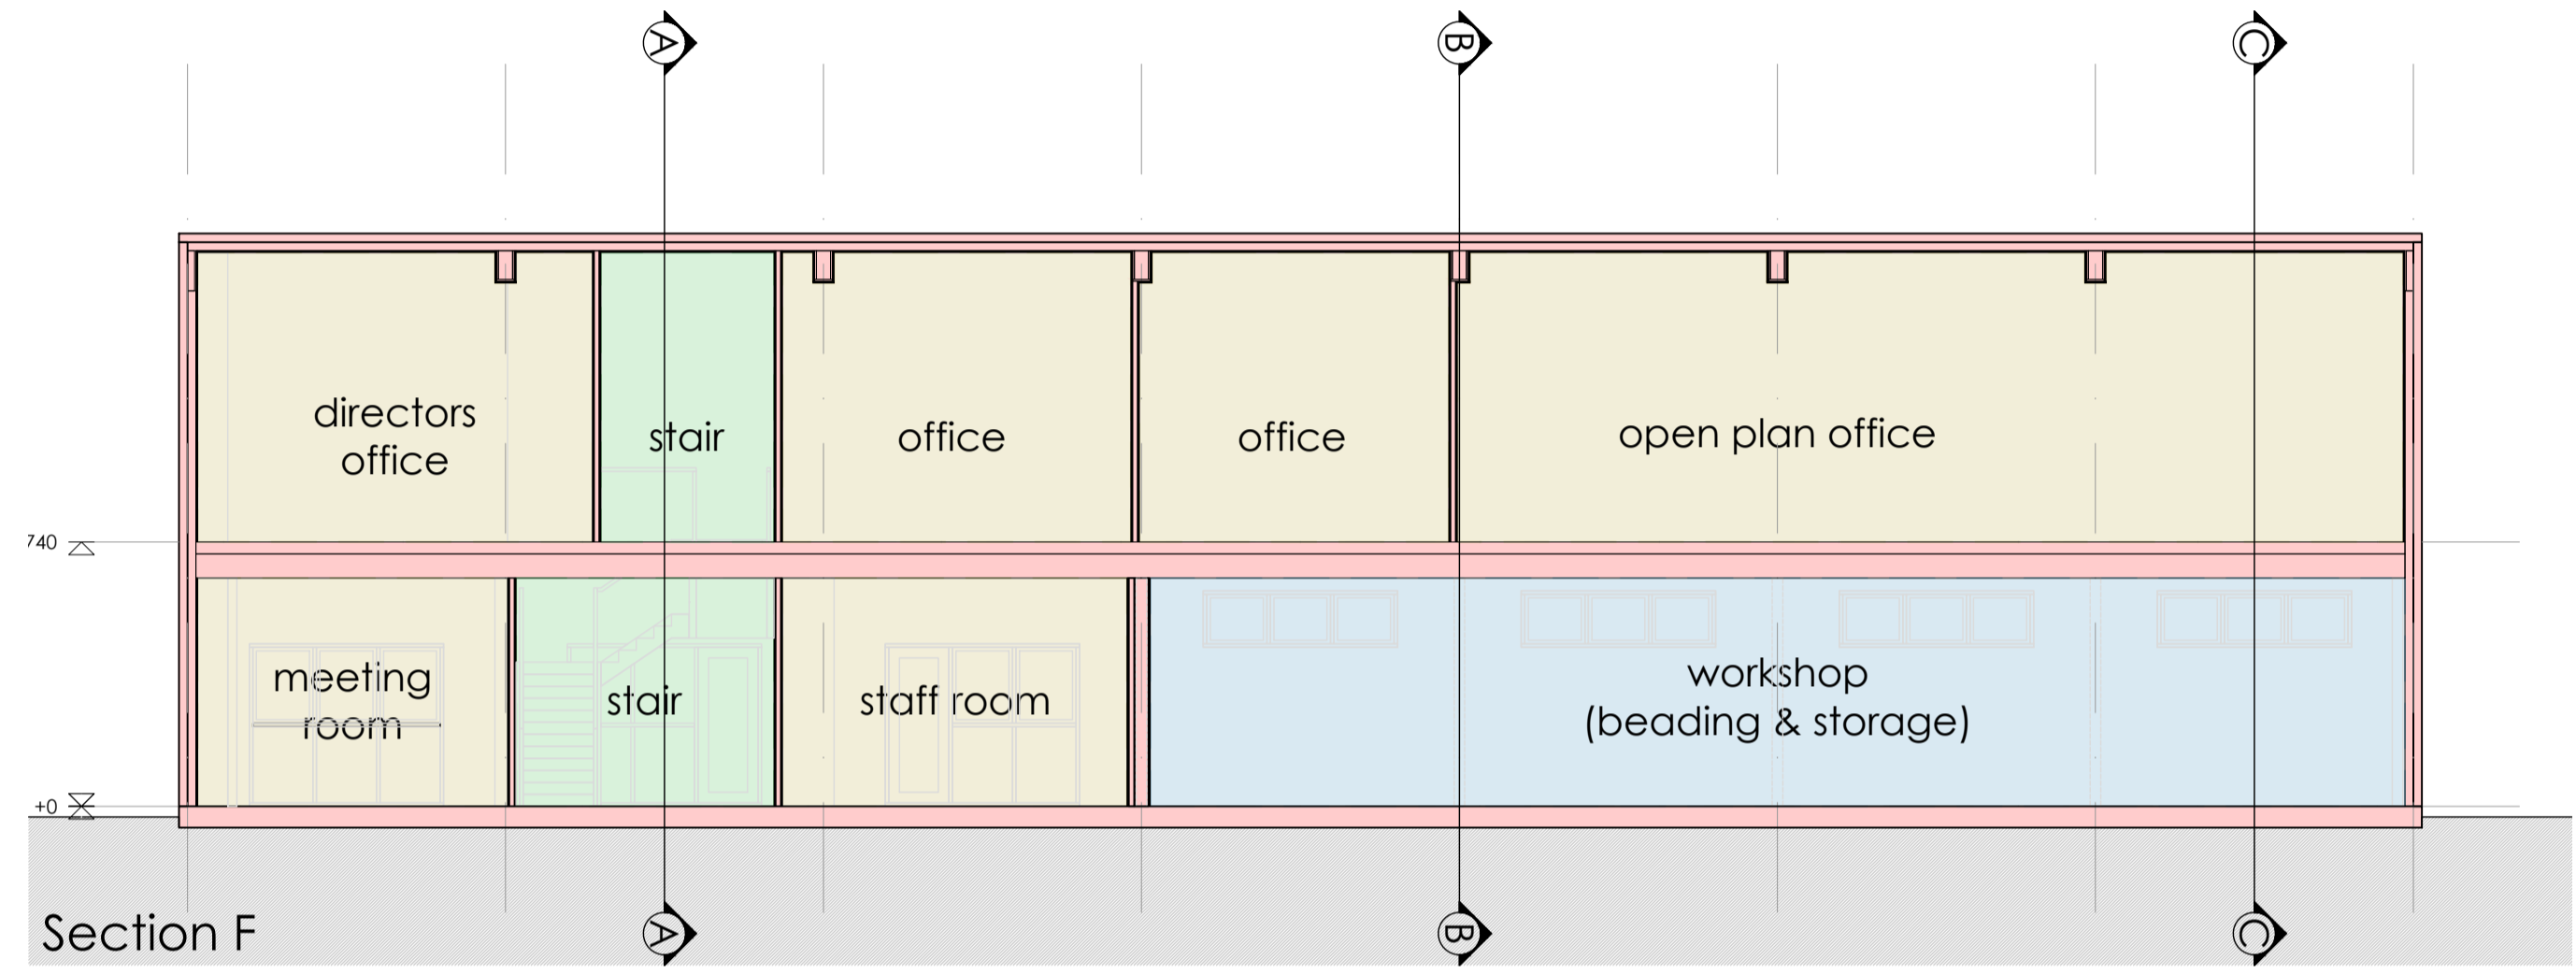 A B C
directors
office
stair
office
office
open plan office
740
meeting
room
stair
staff room
workshop
(beading & storage)
+0
Section F
A B C